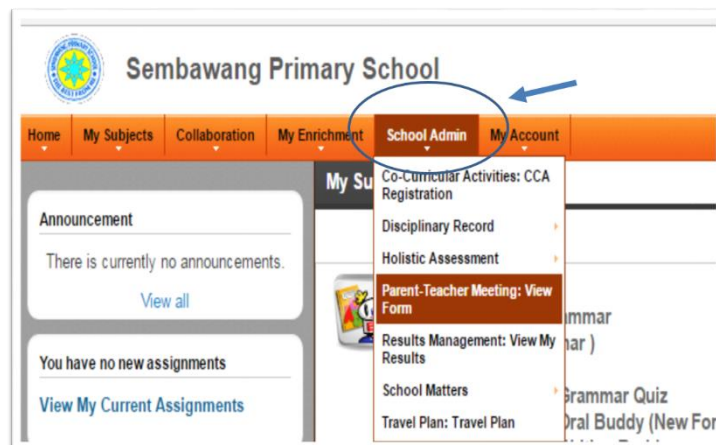 Sembawang Primary School
Home My Subjects Collaboration My Enrichment School Admin My Account
My Su
Announcement
There is currently no announcements.
View all
You have no new assignments
View My Current Assignments
Co-Curricular Activities: CCA
Registration
Disciplinary Record
Holistic Assessment
Parent-Teacher Meeting: View
Form
Results Management: View My
Results
School Matters
Travel Plan: Travel Plan
mmar
nar )
Grammar Quiz
Oral Buddy (New For